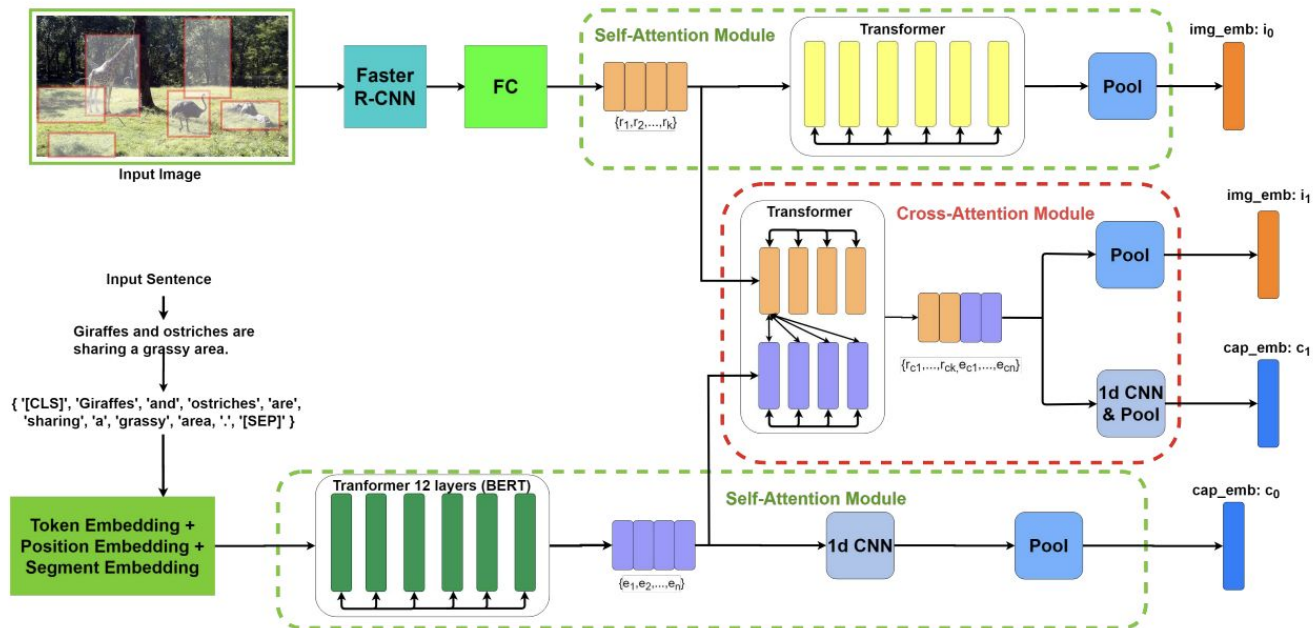 Self-Attention Module
Transformer
img_emb: i0
Faster
R-CNN
FC
Pool
{r1,r2,...,rk}
Input Image
img_emb: i1
Transformer
Cross-Attention Module
Pool
Input Sentence
Giraffes and ostriches are
sharing a grassy area.
cap_emb: c1
{rc1,...,rck,ec1,...,ecn}
{ '[CLS]', 'Giraffes', 'and', 'ostriches', 'are',
'sharing', 'a', 'grassy', 'area, '.', '[SEP]' }
1d CNN
& Pool
Tranformer 12 layers (BERT)
Self-Attention Module
cap_emb: c0
Token Embedding +
Position Embedding +
Segment Embedding
1d CNN
Pool
{e1,e2,...,en}